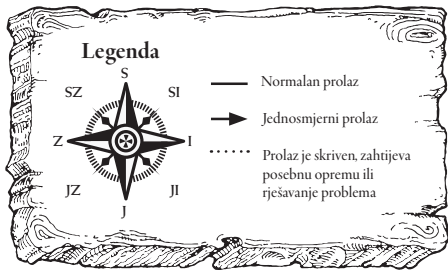 Legenda
S
SZ
SI
Z
I
JZ
JI
J
Normalan prolaz
Jednosmjerni prolaz
Prolaz je skriven, zahtijeva
posebnu opremu ili
rješavanje problema